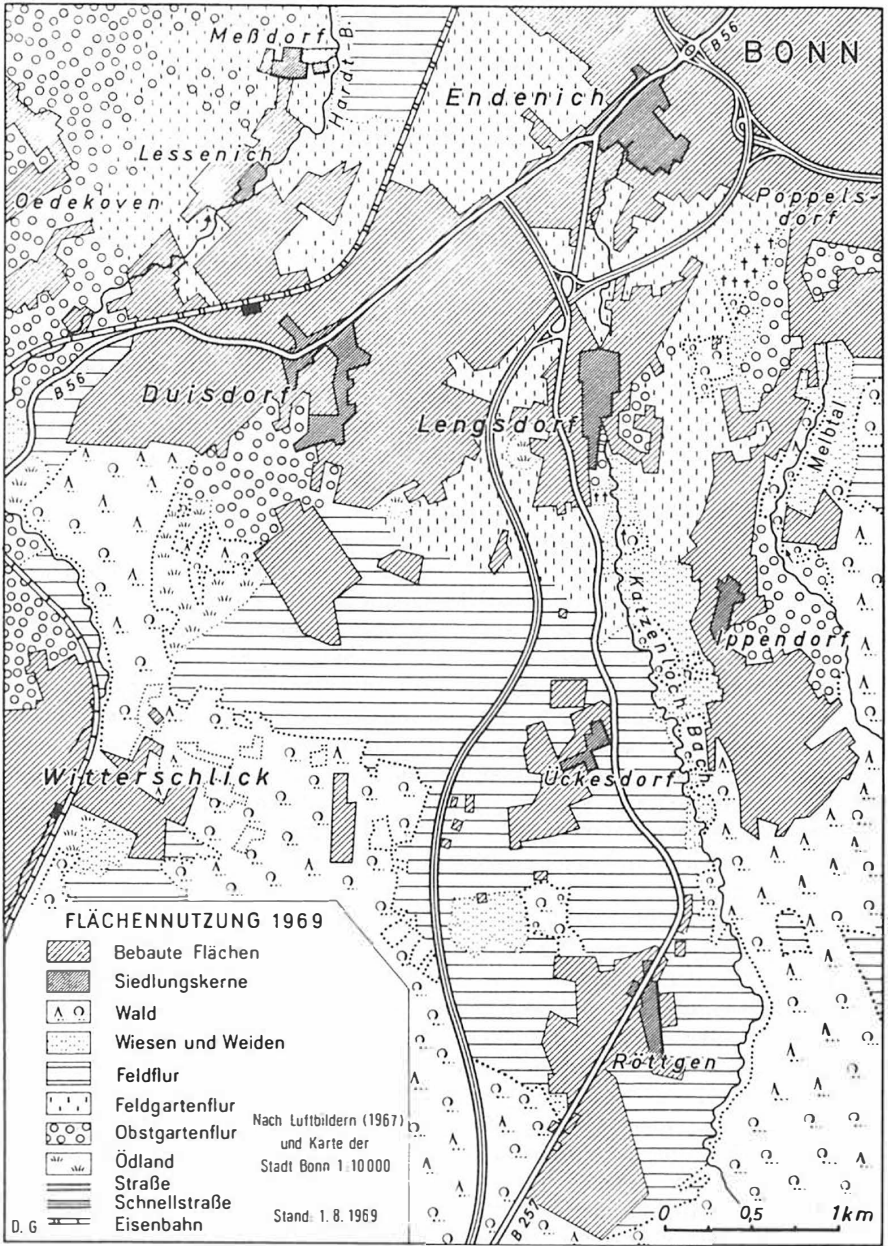 Meßdorf
Hardt-B.
B56
BONN
Endenich
Lessenich
Oedekoven
Poppels-
dorf
B 56
Duisdorf
Lengsdorf
Melbtal
Katzenloch Bach
Ippendorf
Witterschlick
Ückesdorf
Röttgen
B 257
FLÄCHENNUTZUNG 1969
Bebaute Flächen
Siedlungskerne
Wald
Wiesen und Weiden
Feldflur
Feldgartenflur
Obstgartenflur
Ödland
Straße
Schnellstraße
Eisenbahn
Nach Luftbildern (1967)
und Karte der
Stadt Bonn 1:10000
Stand: 1.8.1969
D. G
0 0,5 1km